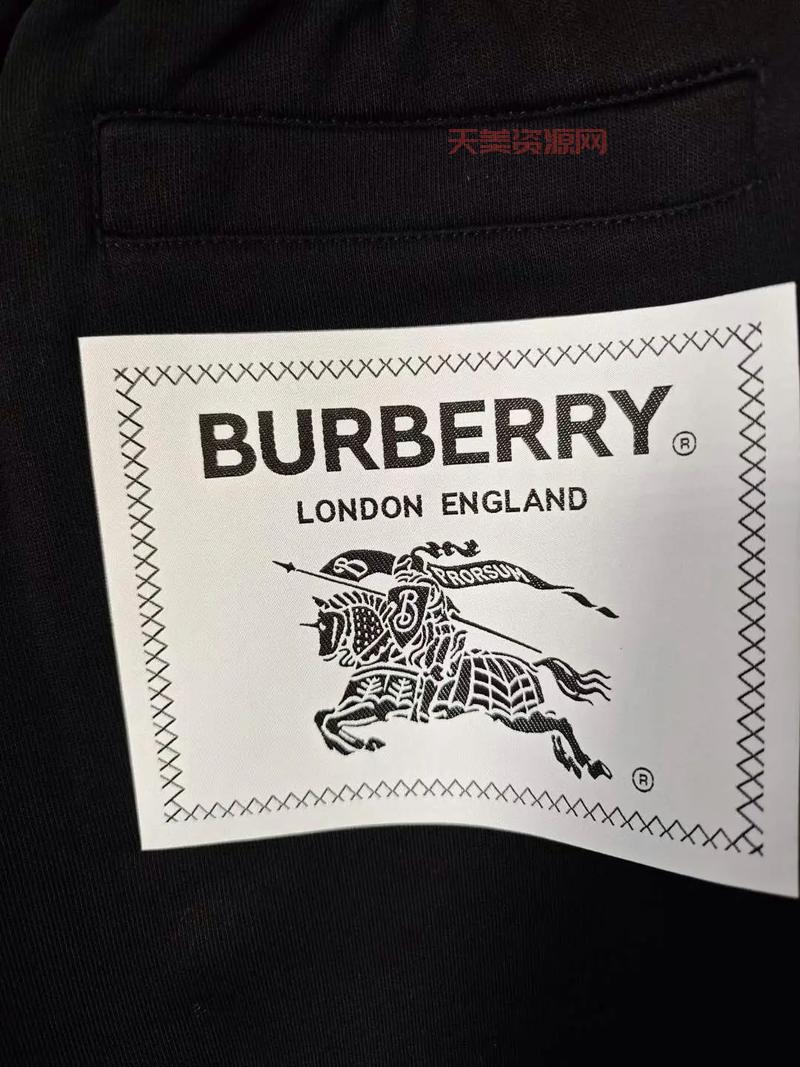 天美资源网
BURBERRY®
LONDON ENGLAND
B PRORSUM
B
®